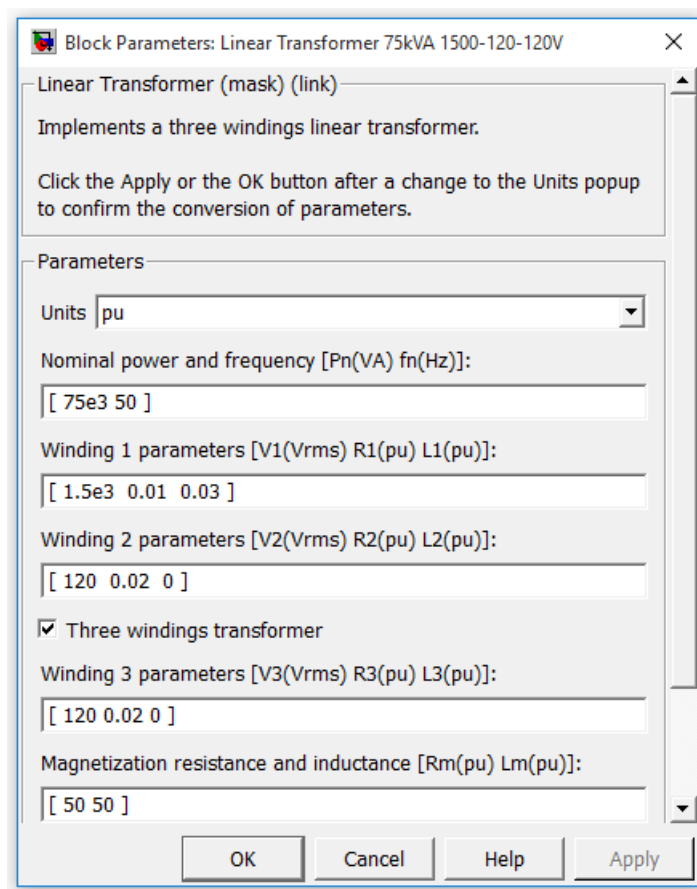 Block Parameters: Linear Transformer 75kVA 1500-120-120V
Linear Transformer (mask) (link)
Implements a three windings linear transformer.
Click the Apply or the OK button after a change to the Units popup
to confirm the conversion of parameters.
Parameters
Units pu
Nominal power and frequency [Pn(VA) fn(Hz)]:
[ 75e3 50 ]
Winding 1 parameters [V1(Vrms) R1(pu) L1(pu)]:
[ 1.5e3 0.01 0.03 ]
Winding 2 parameters [V2(Vrms) R2(pu) L2(pu)]:
[ 120 0.02 0 ]
Three windings transformer
Winding 3 parameters [V3(Vrms) R3(pu) L3(pu)]:
[ 120 0.02 0 ]
Magnetization resistance and inductance [Rm(pu) Lm(pu)]:
[ 50 50 ]
OK Cancel Help Apply